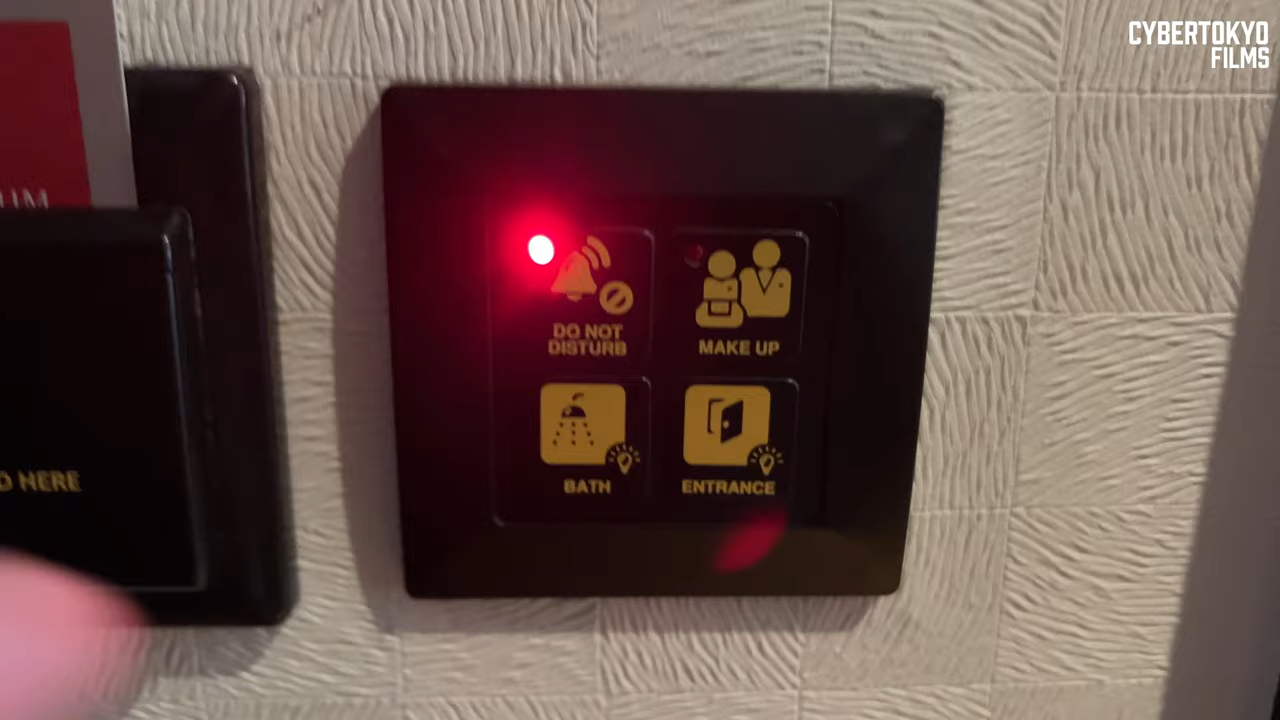 CYBERTOKYO
FILMS
DO NOT
DISTURB
MAKE UP
BATH
ENTRANCE
HERE